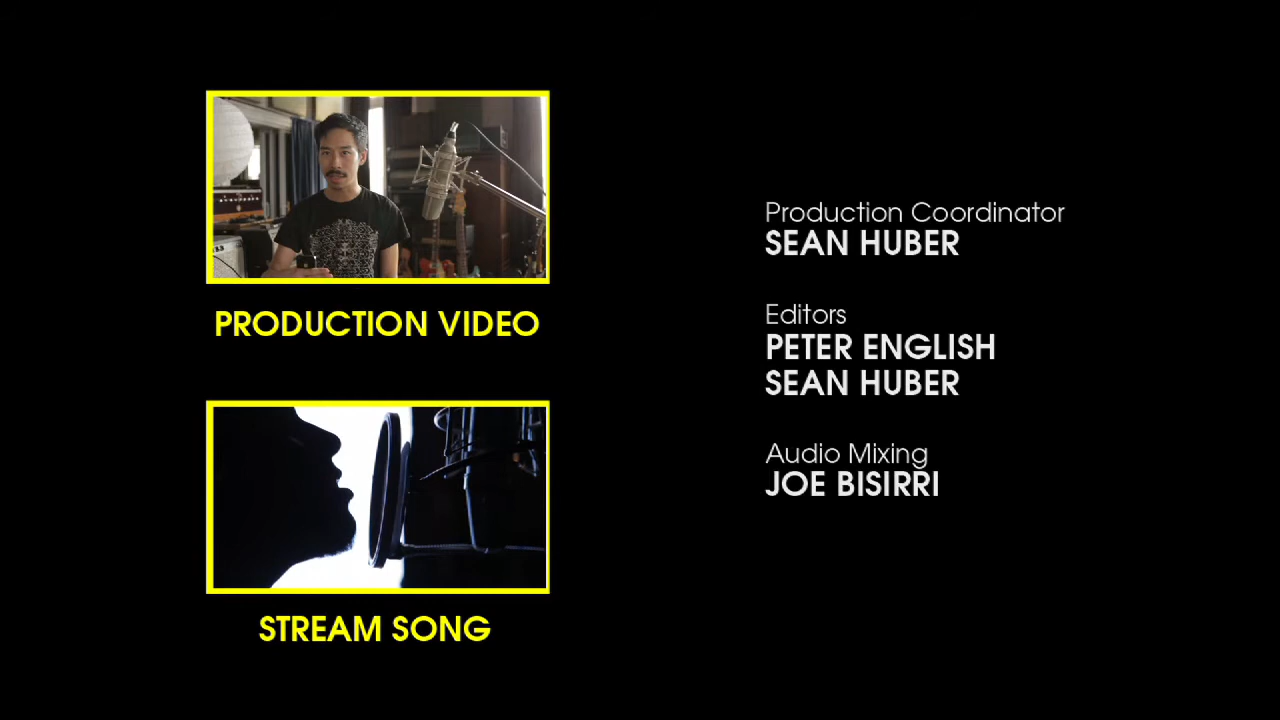 PRODUCTION VIDEO
STREAM SONG
Production Coordinator
SEAN HUBER
Editors
PETER ENGLISH
SEAN HUBER
Audio Mixing
JOE BISIRRI